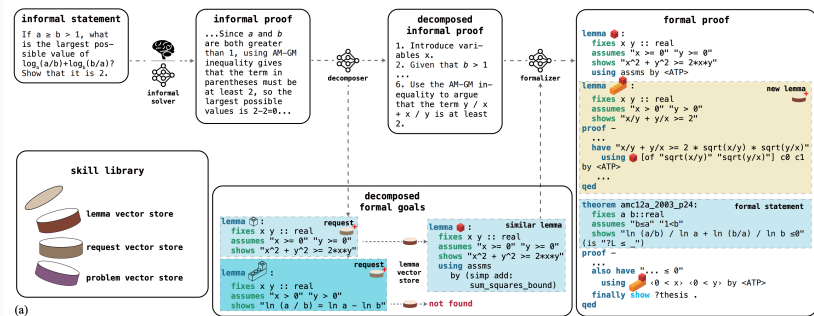 informal statement
If a ≥ b > 1, what
is the largest pos-
sible value of
logₐ(a/b)+log_b(b/a)?
Show that it is 2.
informal
solver
informal proof
...Since a and b
are both greater
than 1, using AM-GM
inequality gives
that the term in
parentheses must be
at least 2, so the
largest possible
values is 2–2=0...
decomposer
decomposed
informal proof
1. Introduce vari-
ables x.
2. Given that b > 1
...
6. Use the AM-GM in-
equality to argue
that the term y / x
+ x / y is at least
2.
formalizer
skill library
lemma vector store
request vector store
problem vector store
(a)
decomposed
formal goals
lemma :
request
fixes x y :: real
assumes "x >= 0" "y >= 0"
shows "x^2 + y^2 >= 2*x*y"
lemma :
request
fixes x y :: real
assumes "x > 0" "y > 0"
shows "ln (a / b) = ln a – ln b"
lemma
vector
store
lemma :
similar lemma
fixes x y :: real
assumes "x >= 0" "y >= 0"
shows "x^2 + y^2 >= 2*x*y"
using assms
by (simp add:
sum_squares_bound)
not found
formal proof
lemma :
fixes x y :: real
assumes "x >= 0" "y >= 0"
shows "x^2 + y^2 >= 2*x*y"
using assms by <ATP>
lemma :
new lemma
fixes x y :: real
assumes "x > 0" "y > 0"
shows "x/y + y/x >= 2"
proof –
...
have "x/y + y/x >= 2 * sqrt(x/y) * sqrt(y/x)"
using [of "sqrt(x/y)" "sqrt(y/x)"] c0 c1
by <ATP>
...
qed
theorem amc12a_2003_p24:
formal statement
fixes a b::real
assumes "b≤a" "1<b"
shows "ln (a/b) / ln a + ln (b/a) / ln b ≤0"
(is "?L ≤ _")
proof –
...
also have "... ≤ 0"
using ‹0 < x› ‹0 < y› by <ATP>
finally show ?thesis .
qed